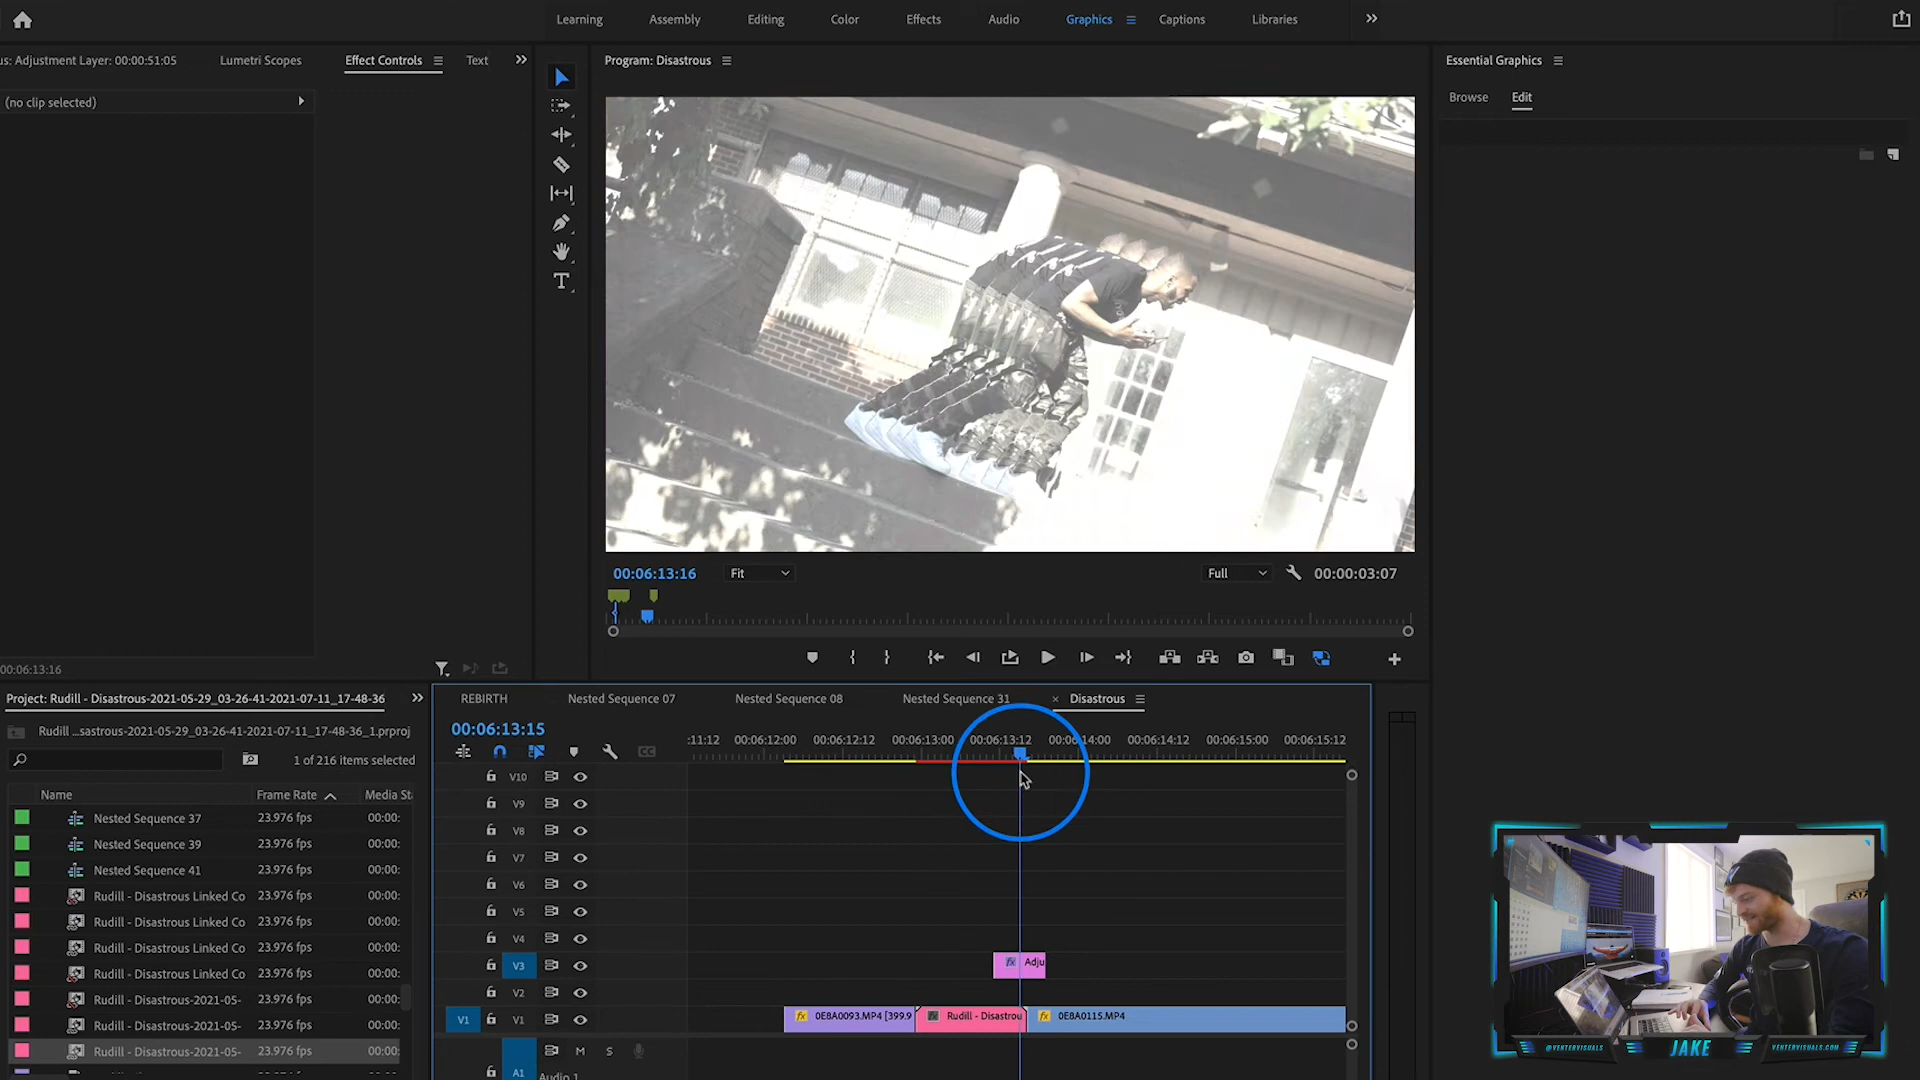 Learning
Assembly
Editing
Color
Effects
Audio
Graphics
Captions
Libraries
us: Adjustment Layer: 00:00:51:05
Lumetri Scopes
Effect Controls
Text
Program: Disastrous
Essential Graphics
(no clip selected)
Browse
Edit
00:06:13:16
Fit
Full
00:00:03:07
00:06:13:16
Project: Rudill - Disastrous-2021-05-29_03-26-41-2021-07-11_17-48-36
REBIRTH
Nested Sequence 07
Nested Sequence 08
Nested Sequence 31
Disastrous
Rudill ...sastrous-2021-05-29_03-26-41-2021-07-11_17-48-36_1.prproj
00:06:13:15
1 of 216 items selected
:11:12
00:06:12:00
00:06:12:12
00:06:13:00
00:06:13:12
00:06:14:00
00:06:14:12
00:06:15:00
00:06:15:12
Name
Frame Rate
Media St
Nested Sequence 37 23.976 fps 00:00:
Nested Sequence 39 23.976 fps 00:00:
Nested Sequence 41 23.976 fps 00:00:
Rudill - Disastrous Linked Co 23.976 fps 00:00:
Rudill - Disastrous Linked Co 23.976 fps 00:00:
Rudill - Disastrous Linked Co 23.976 fps 00:00:
Rudill - Disastrous Linked Co 23.976 fps 00:00:
Rudill - Disastrous-2021-05- 23.976 fps 00:00:
Rudill - Disastrous-2021-05- 23.976 fps 00:00:
Rudill - Disastrous-2021-05- 23.976 fps 00:00:
V10
V9
V8
V7
V6
V5
V4
V3
fx Adju
V2
V1
V1
fx 0E8A0093.MP4 [399.9
fx Rudill - Disastrou
fx 0E8A0115.MP4
M
S
A1
Audio 1
@VENTERVISUALS
JAKE
VENTERVISUALS.COM